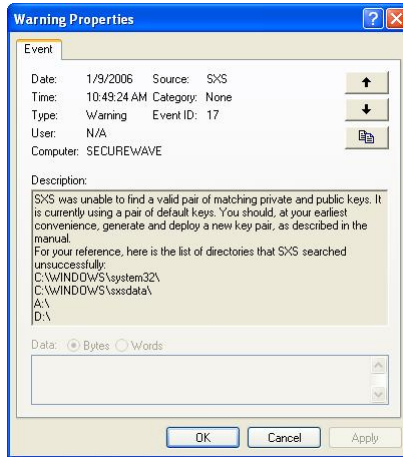 Warning Properties
Event
Date: 1/9/2006 Source: SXS
Time: 10:49:24 AM Category: None
Type: Warning Event ID: 17
User: N/A
Computer: SECUREWAVE
Description:
SXS was unable to find a valid pair of matching private and public keys. It
is currently using a pair of default keys. You should, at your earliest
convenience, generate and deploy a new key pair, as described in the
manual.
For your reference, here is the list of directories that SXS searched
unsuccessfully:
C:\WINDOWS\system32\
C:\WINDOWS\sxsdata\
A:\
D:\
Data: Bytes Words
OK Cancel Apply